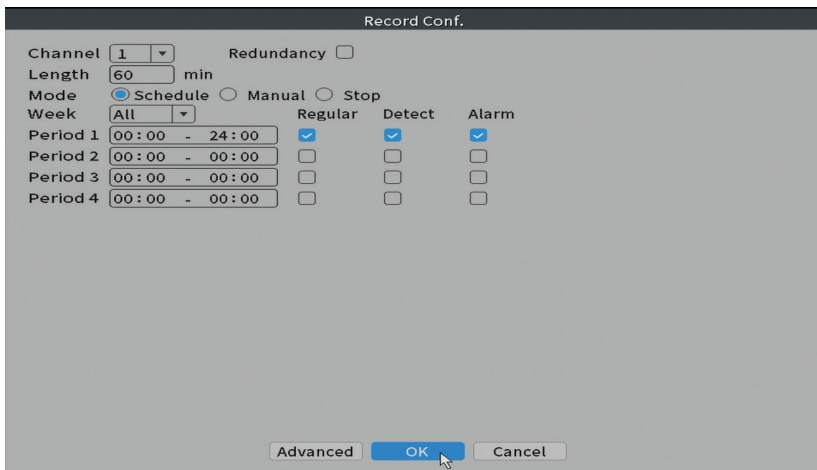 Record Conf.
Channel 1 Redundancy
Length 60 min
Mode Schedule Manual Stop
Week All Regular Detect Alarm
Period 1 00:00 - 24:00
Period 2 00:00 - 00:00
Period 3 00:00 - 00:00
Period 4 00:00 - 00:00
Advanced OK Cancel